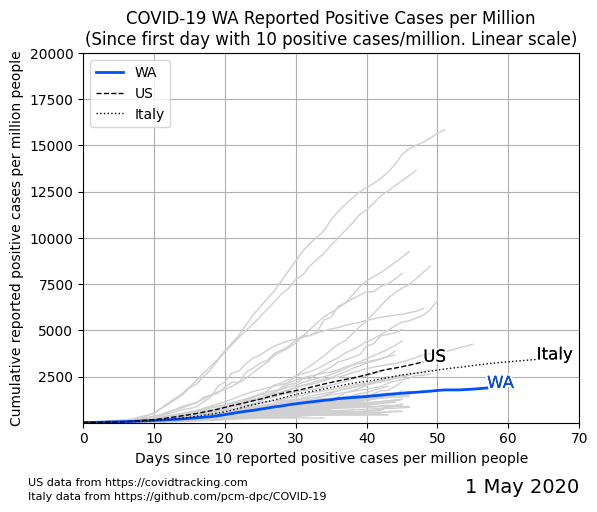 COVID-19 WA Reported Positive Cases per Million
(Since first day with 10 positive cases/million. Linear scale)
Cumulative reported positive cases per million people
20000
17500
15000
12500
10000
7500
5000
2500
WA
US
Italy
US
Italy
WA
0 10 20 30 40 50 60 70
Days since 10 reported positive cases per million people
US data from https://covidtracking.com
Italy data from https://github.com/pcm-dpc/COVID-19
1 May 2020